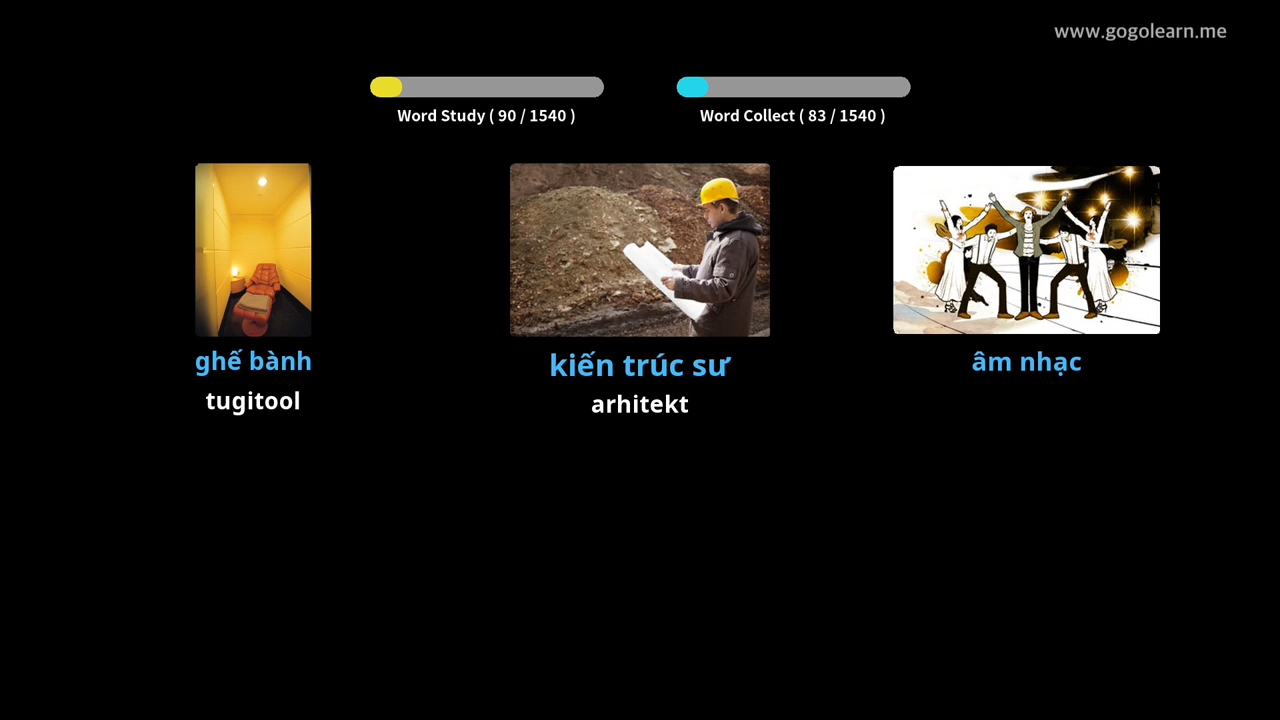 www.gogolearn.me
Word Study ( 90 / 1540 )
Word Collect ( 83 / 1540 )
ghế bành
tugitool
kiến trúc sư
arhitekt
âm nhạc